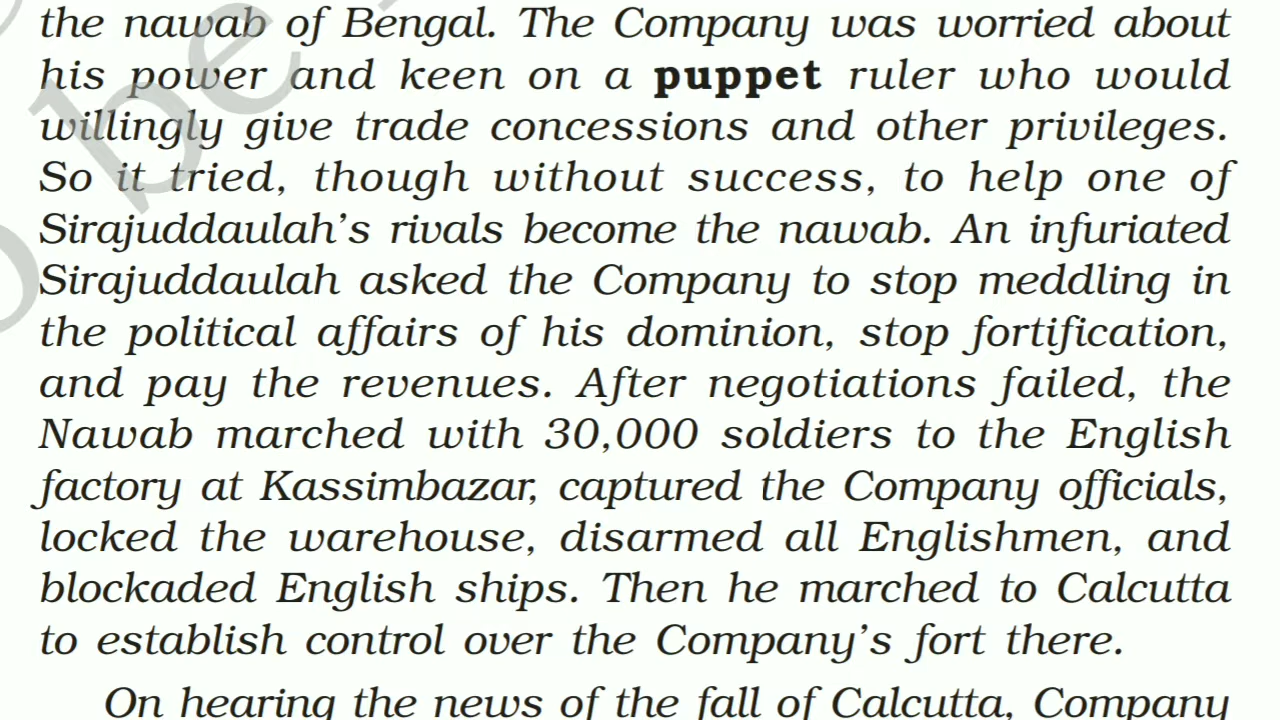 the nawab of Bengal. The Company was worried about
his power and keen on a puppet ruler who would
willingly give trade concessions and other privileges.
So it tried, though without success, to help one of
Sirajuddaulah’s rivals become the nawab. An infuriated
Sirajuddaulah asked the Company to stop meddling in
the political affairs of his dominion, stop fortification,
and pay the revenues. After negotiations failed, the
Nawab marched with 30,000 soldiers to the English
factory at Kassimbazar, captured the Company officials,
locked the warehouse, disarmed all Englishmen, and
blockaded English ships. Then he marched to Calcutta
to establish control over the Company’s fort there.
On hearing the news of the fall of Calcutta, Company
be